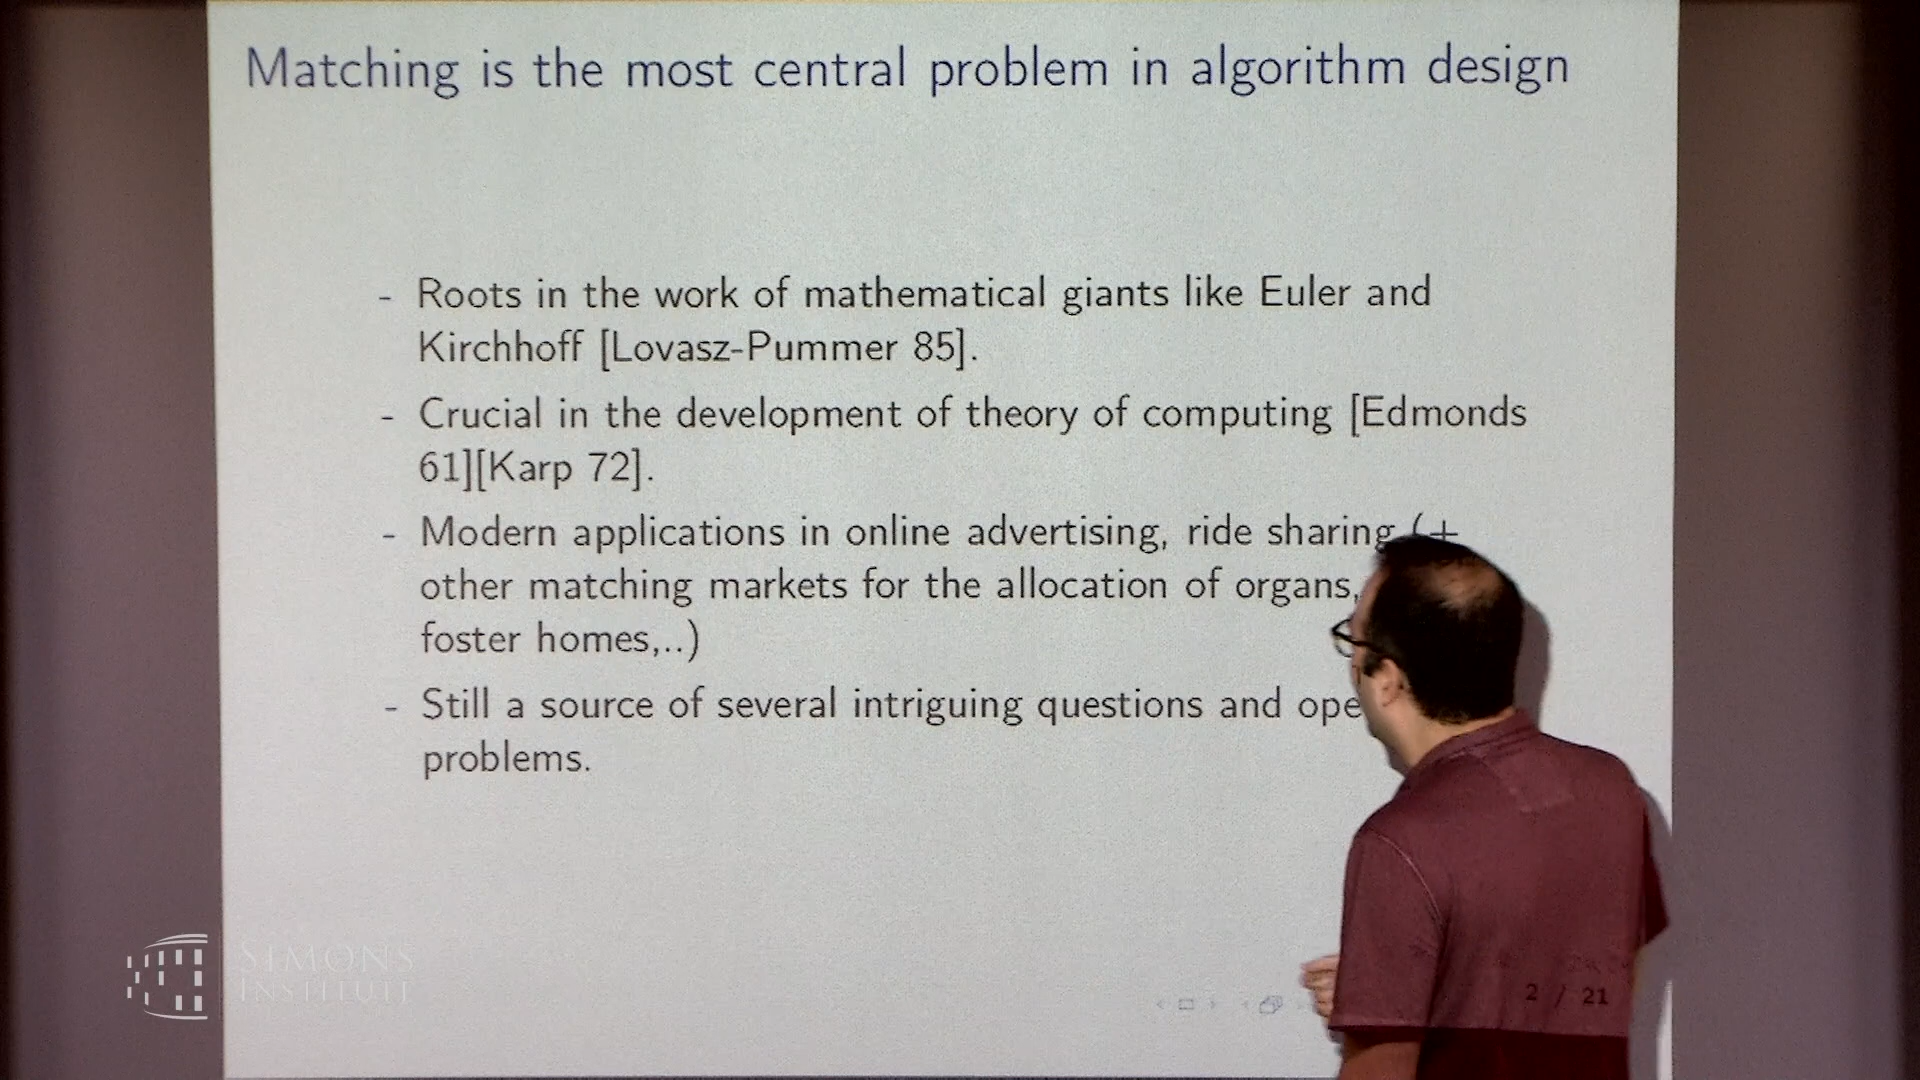 Matching is the most central problem in algorithm design
- Roots in the work of mathematical giants like Euler and
Kirchhoff [Lovasz-Pummer 85].
- Crucial in the development of theory of computing [Edmonds
61][Karp 72].
- Modern applications in online advertising, ride sharing (+
other matching markets for the allocation of organs,
foster homes,..)
- Still a source of several intriguing questions and ope
problems.
SIMONS
INSTITUTE
2 / 21